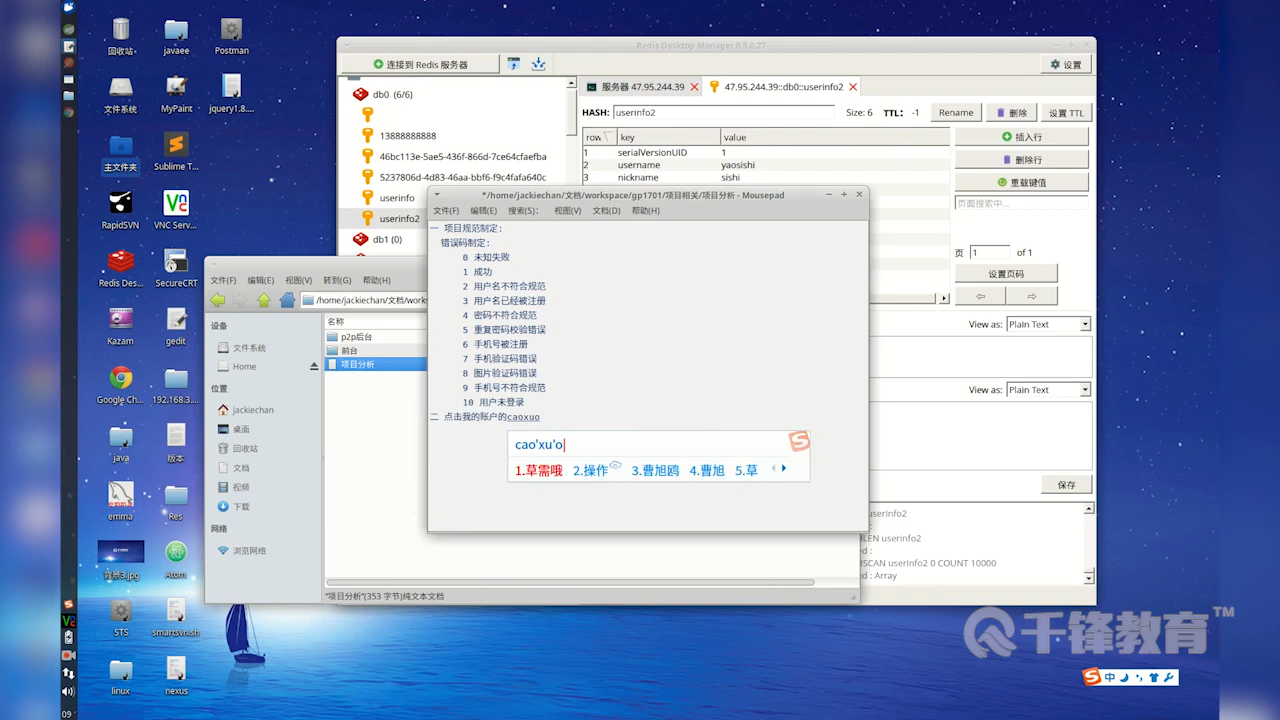 回收站
javaee
Postman
文件系统
MyPaint
jquery1.8....
主文件夹
Sublime T...
RapidSVN
VNC Serv...
Redis Des...
SecureCRT
Kazam
gedit
Google Ch...
192.168.3....
java
版本
emma
Res
背景3.jpg
Atom
STS
smartsvnish
linux
nexus
Redis Desktop Manager 0.9.0.27
连接到 Redis 服务器
设置
db0 (6/6)
13888888888
46bc113e-5ae5-436f-866d-7ce64cfaefba
5237806d-4d83-46aa-bbf6-f9c4fafa640c
userinfo
userinfo2
db1 (0)
服务器 47.95.244.39
47.95.244.39::db0::userinfo2
HASH: userinfo2
Size: 6 TTL: -1 Rename 删除 设置 TTL
row key value
1 serialVersionUID 1
2 username yaosishi
3 nickname sishi
插入行
删除行
重载键值
页面搜索中...
页 1 of 1
设置页码
View as: Plain Text
View as: Plain Text
保存
userinfo2
LEN userinfo2
ed :
ISCAN userinfo2 0 COUNT 10000
ed : Array
文件(F) 编辑(E) 视图(V) 转到(G) 帮助(H)
/home/jackiechan/文档/works
设备
文件系统
Home
位置
jackiechan
桌面
回收站
文档
视频
下载
网络
浏览网络
名称
p2p后台
前台
项目分析
"项目分析"(353 字节)纯文本文档
*/home/jackiechan/文档/workspace/gp1701/项目相关/项目分析 - Mousepad
文件(F) 编辑(E) 搜索(S): 视图(V) 文档(D) 帮助(H)
一 项目规范制定:
错误码制定:
0 未知失败
1 成功
2 用户名不符合规范
3 用户名已经被注册
4 密码不符合规范
5 重复密码校验错误
6 手机号被注册
7 手机验证码错误
8 图片验证码错误
9 手机号不符合规范
10 用户未登录
二 点击我的账户的caoxuo
cao'xu'o
1.草需哦 2.操作 3.曹旭鸥 4.曹旭 5.草
千锋教育™
中
09